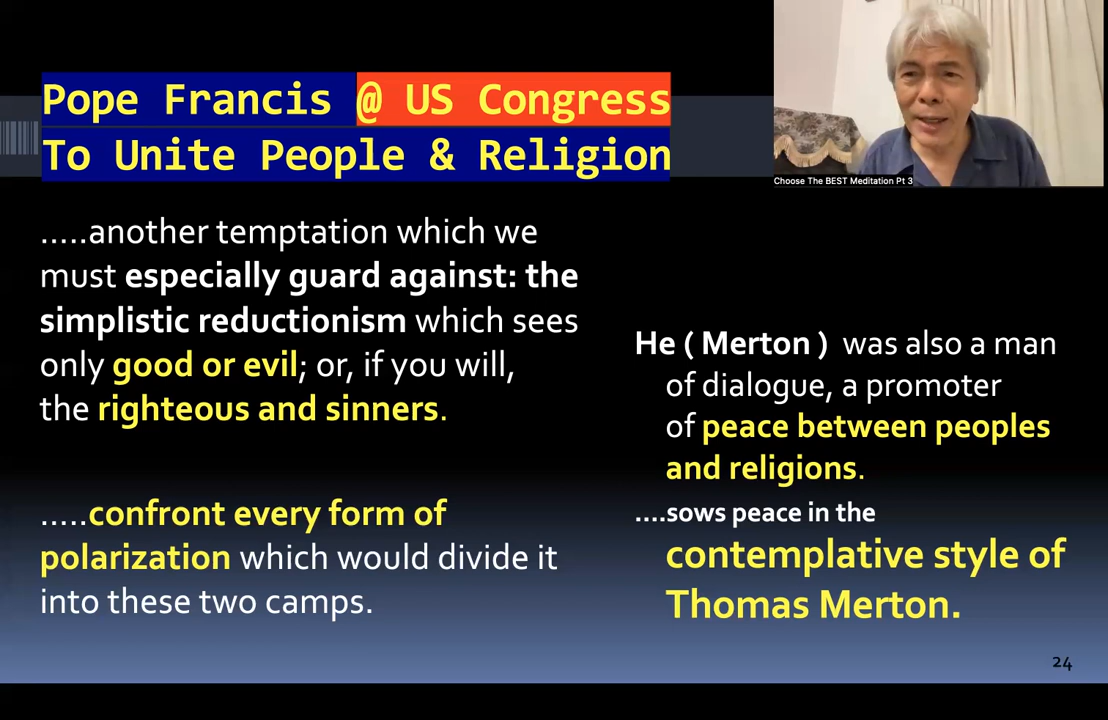 Pope Francis @ US Congress
To Unite People & Religion
Choose The BEST Meditation Pt 3
.....another temptation which we
must especially guard against: the
simplistic reductionism which sees
only good or evil; or, if you will,
the righteous and sinners.
.....confront every form of
polarization which would divide it
into these two camps.
He ( Merton ) was also a man
of dialogue, a promoter
of peace between peoples
and religions.
....sows peace in the
contemplative style of
Thomas Merton.
24